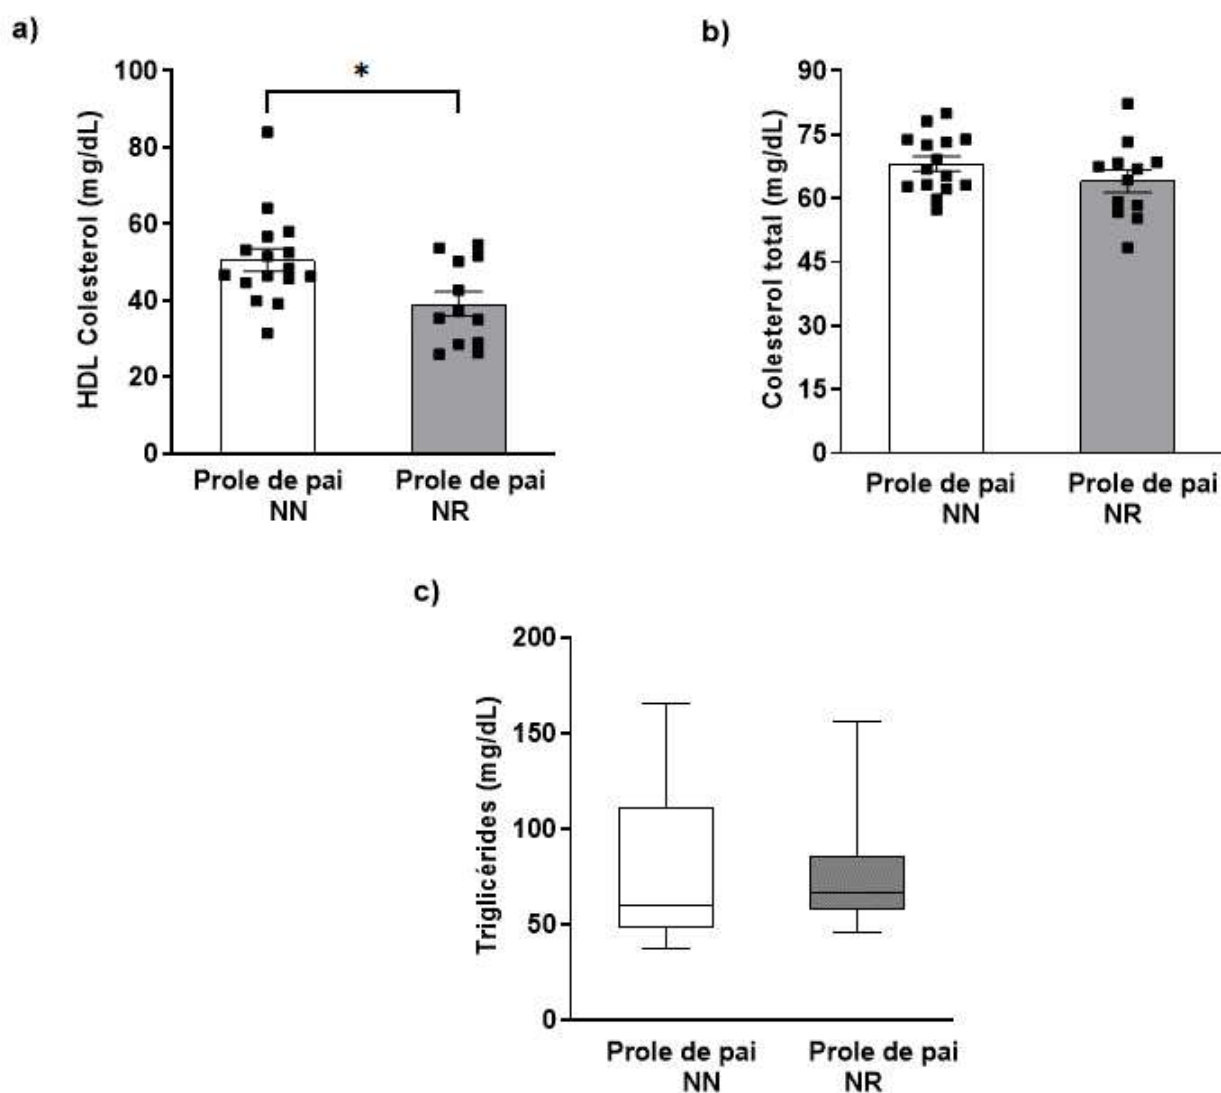 a)
HDL Colesterol (mg/dL)
100
80
60
40
20
0
*
Prole de pai
NN
Prole de pai
NR
b)
Colesterol total (mg/dL)
90
75
60
45
30
15
0
Prole de pai
NN
Prole de pai
NR
c)
Triglicérides (mg/dL)
200
150
100
50
0
Prole de pai
NN
Prole de pai
NR